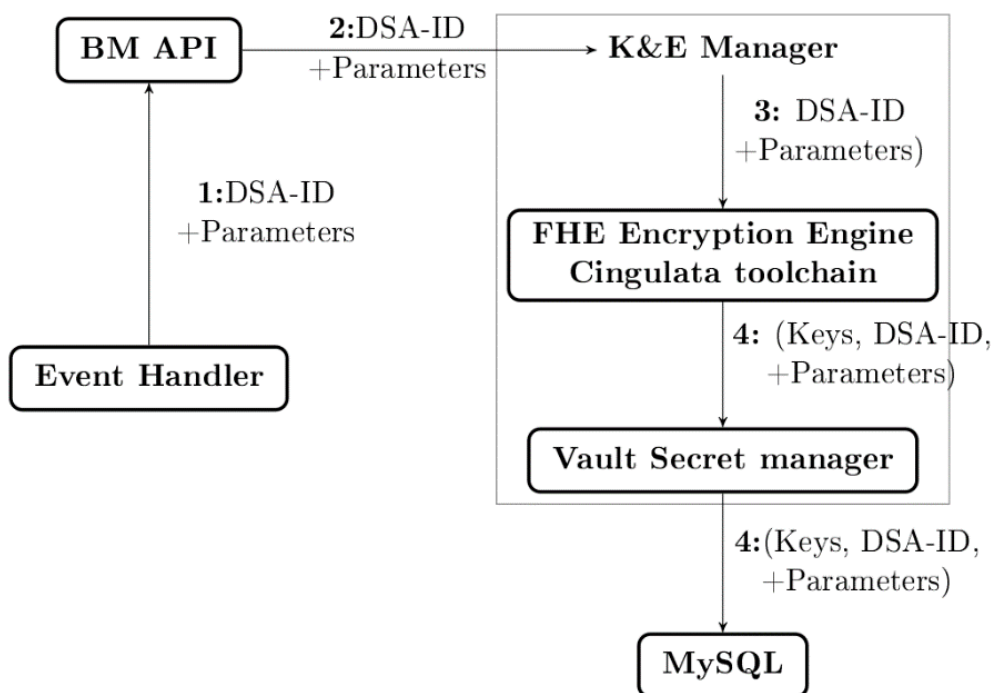 BM API
2:DSA-ID
+Parameters
K&E Manager
3: DSA-ID
+Parameters)
1:DSA-ID
+Parameters
FHE Encryption Engine
Cingulata toolchain
4: (Keys, DSA-ID,
+Parameters)
Event Handler
Vault Secret manager
4:(Keys, DSA-ID,
+Parameters)
MySQL